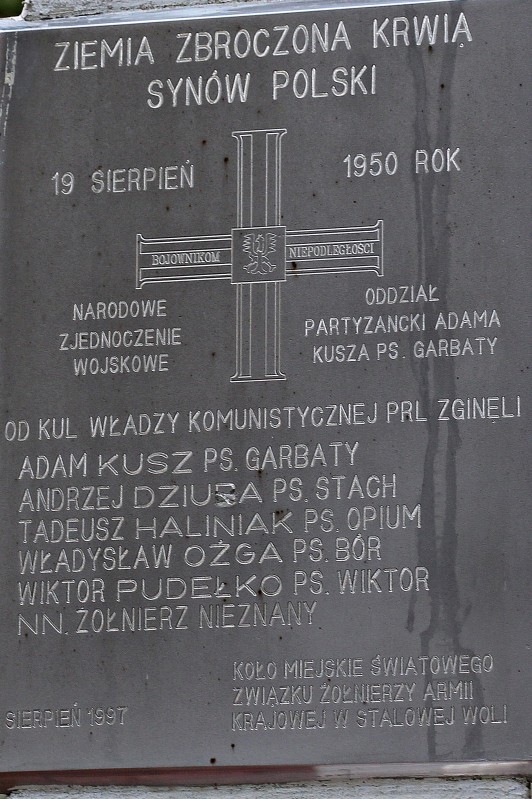 ZIEMIA ZBROCZONA KRWIĄ
SYNÓW POLSKI
19 SIERPIEŃ
1950 ROK
BOJOWNIKOM
NIEPODLEGŁOŚCI
NARODOWE
ZJEDNOCZENIE
WOJSKOWE
ODDZIAŁ
PARTYZANCKI ADAMA
KUSZA PS. GARBATY
OD KUL WŁADZY KOMUNISTYCZNEJ PRL ZGINĘLI
ADAM KUSZ PS. GARBATY
ANDRZEJ DZIUBA PS. STACH
TADEUSZ HALINIAK PS. OPIUM
WŁADYSŁAW OŻGA PS. BÓR
WIKTOR PUDEŁKO PS. WIKTOR
NN. ŻOŁNIERZ NIEZNANY
KOŁO MIEJSKIE ŚWIATOWEGO
ZWIĄZKU ŻOŁNIERZY ARMII
KRAJOWEJ W STALOWEJ WOLI
SIERPIEŃ 1997